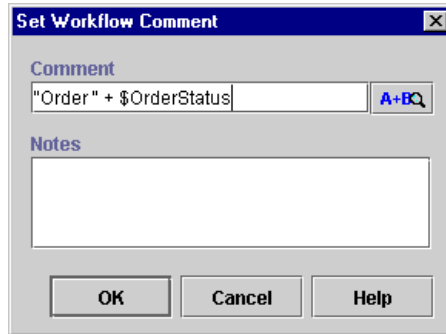 Set Workflow Comment
Comment
"Order " + $OrderStatus
A+B
Notes
OK Cancel Help